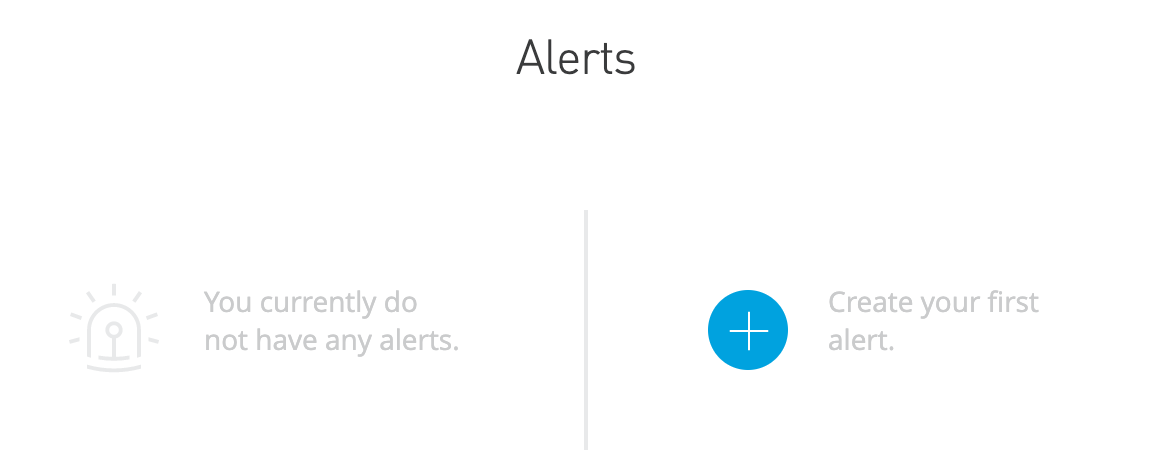 Alerts
You currently do
not have any alerts.
Create your first
alert.